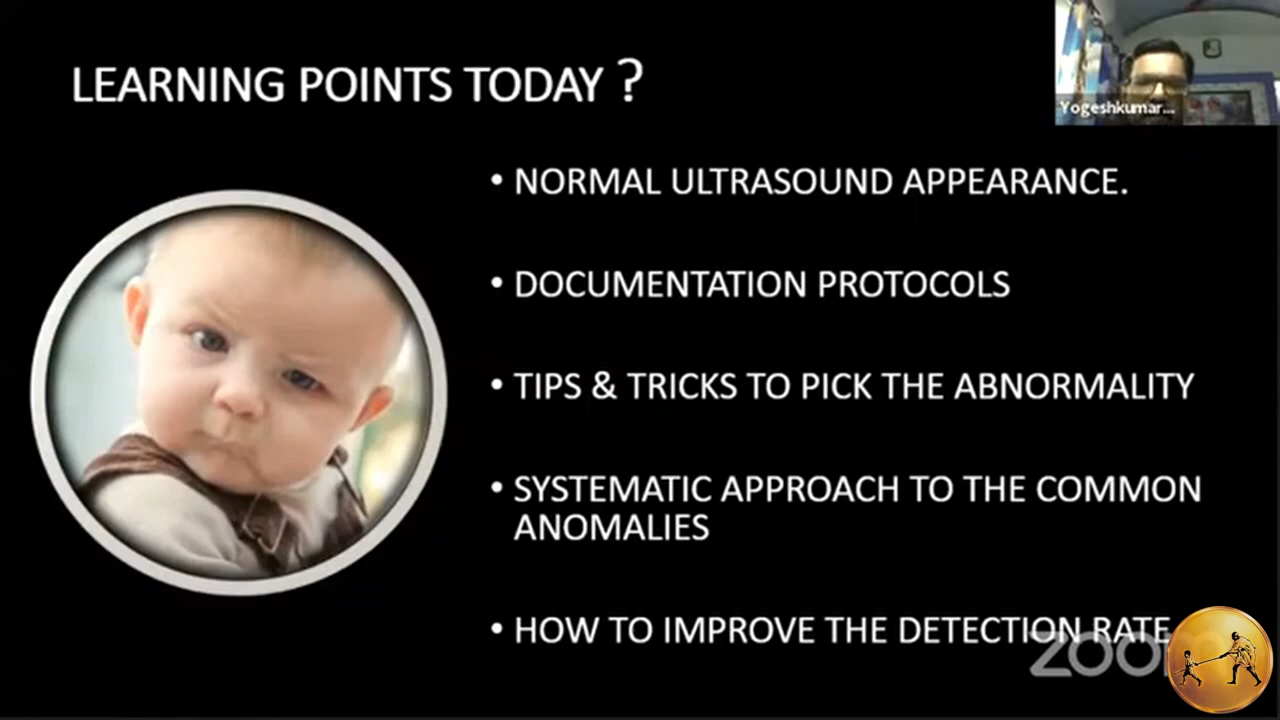 LEARNING POINTS TODAY ?
Yogeshkumar...
• NORMAL ULTRASOUND APPEARANCE.
• DOCUMENTATION PROTOCOLS
• TIPS & TRICKS TO PICK THE ABNORMALITY
• SYSTEMATIC APPROACH TO THE COMMON
ANOMALIES
• HOW TO IMPROVE THE DETECTION RATE
zoom